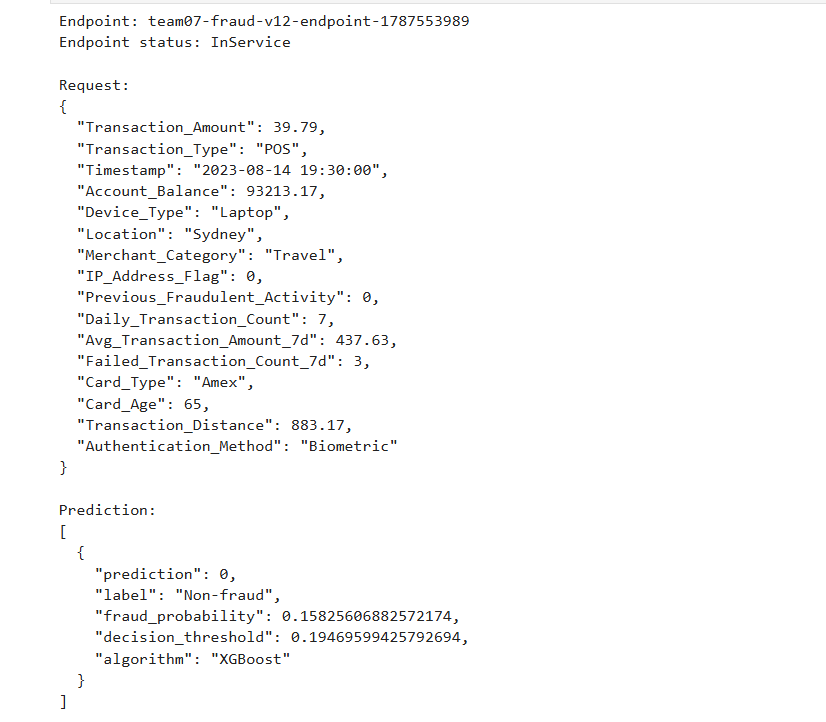 Endpoint: team07-fraud-v12-endpoint-1787553989
Endpoint status: InService
Request:
{
"Transaction_Amount": 39.79,
"Transaction_Type": "POS",
"Timestamp": "2023-08-14 19:30:00",
"Account_Balance": 93213.17,
"Device_Type": "Laptop",
"Location": "Sydney",
"Merchant_Category": "Travel",
"IP_Address_Flag": 0,
"Previous_Fraudulent_Activity": 0,
"Daily_Transaction_Count": 7,
"Avg_Transaction_Amount_7d": 437.63,
"Failed_Transaction_Count_7d": 3,
"Card_Type": "Amex",
"Card_Age": 65,
"Transaction_Distance": 883.17,
"Authentication_Method": "Biometric"
}
Prediction:
[
{
"prediction": 0,
"label": "Non-fraud",
"fraud_probability": 0.15825606882572174,
"decision_threshold": 0.19469599425792694,
"algorithm": "XGBoost"
}
]